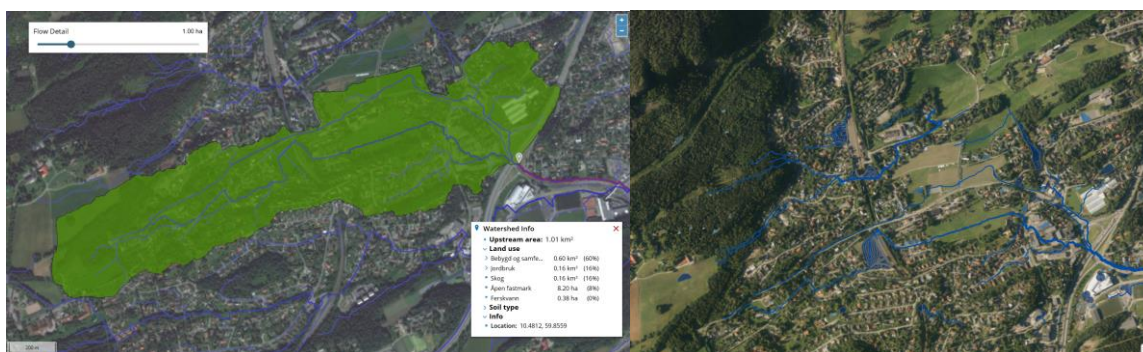 Flow Detail 1.00 ha
+
−
Watershed Info ×
Upstream area: 1.01 km²
Land use
Bebygd og samfe... 0.60 km² (60%)
Jordbruk 0.16 km² (16%)
Skog 0.16 km² (16%)
Åpen fastmark 8.20 ha (8%)
Ferskvann 0.38 ha (0%)
Soil type
Info
Location: 10.4812, 59.8559
200 m